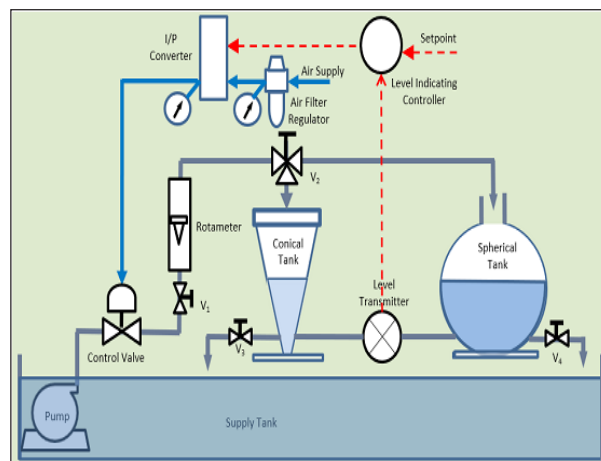 I/P
Converter
Setpoint
Air Supply
Level Indicating
Controller
Air Filter
Regulator
V2
Rotameter
Conical
Tank
Spherical
Tank
Level
Transmitter
V1
Control Valve
V3
V4
Pump
Supply Tank